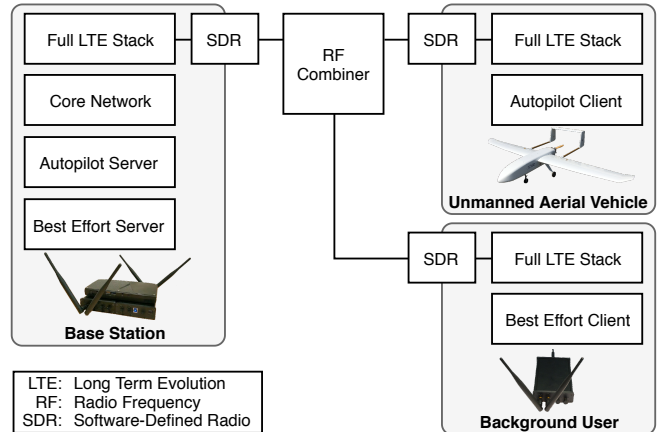 Full LTE Stack
SDR
Core Network
Autopilot Server
Best Effort Server
Base Station
RF
Combiner
SDR
Full LTE Stack
Autopilot Client
Unmanned Aerial Vehicle
SDR
Full LTE Stack
Best Effort Client
Background User
LTE: Long Term Evolution
RF: Radio Frequency
SDR: Software-Defined Radio